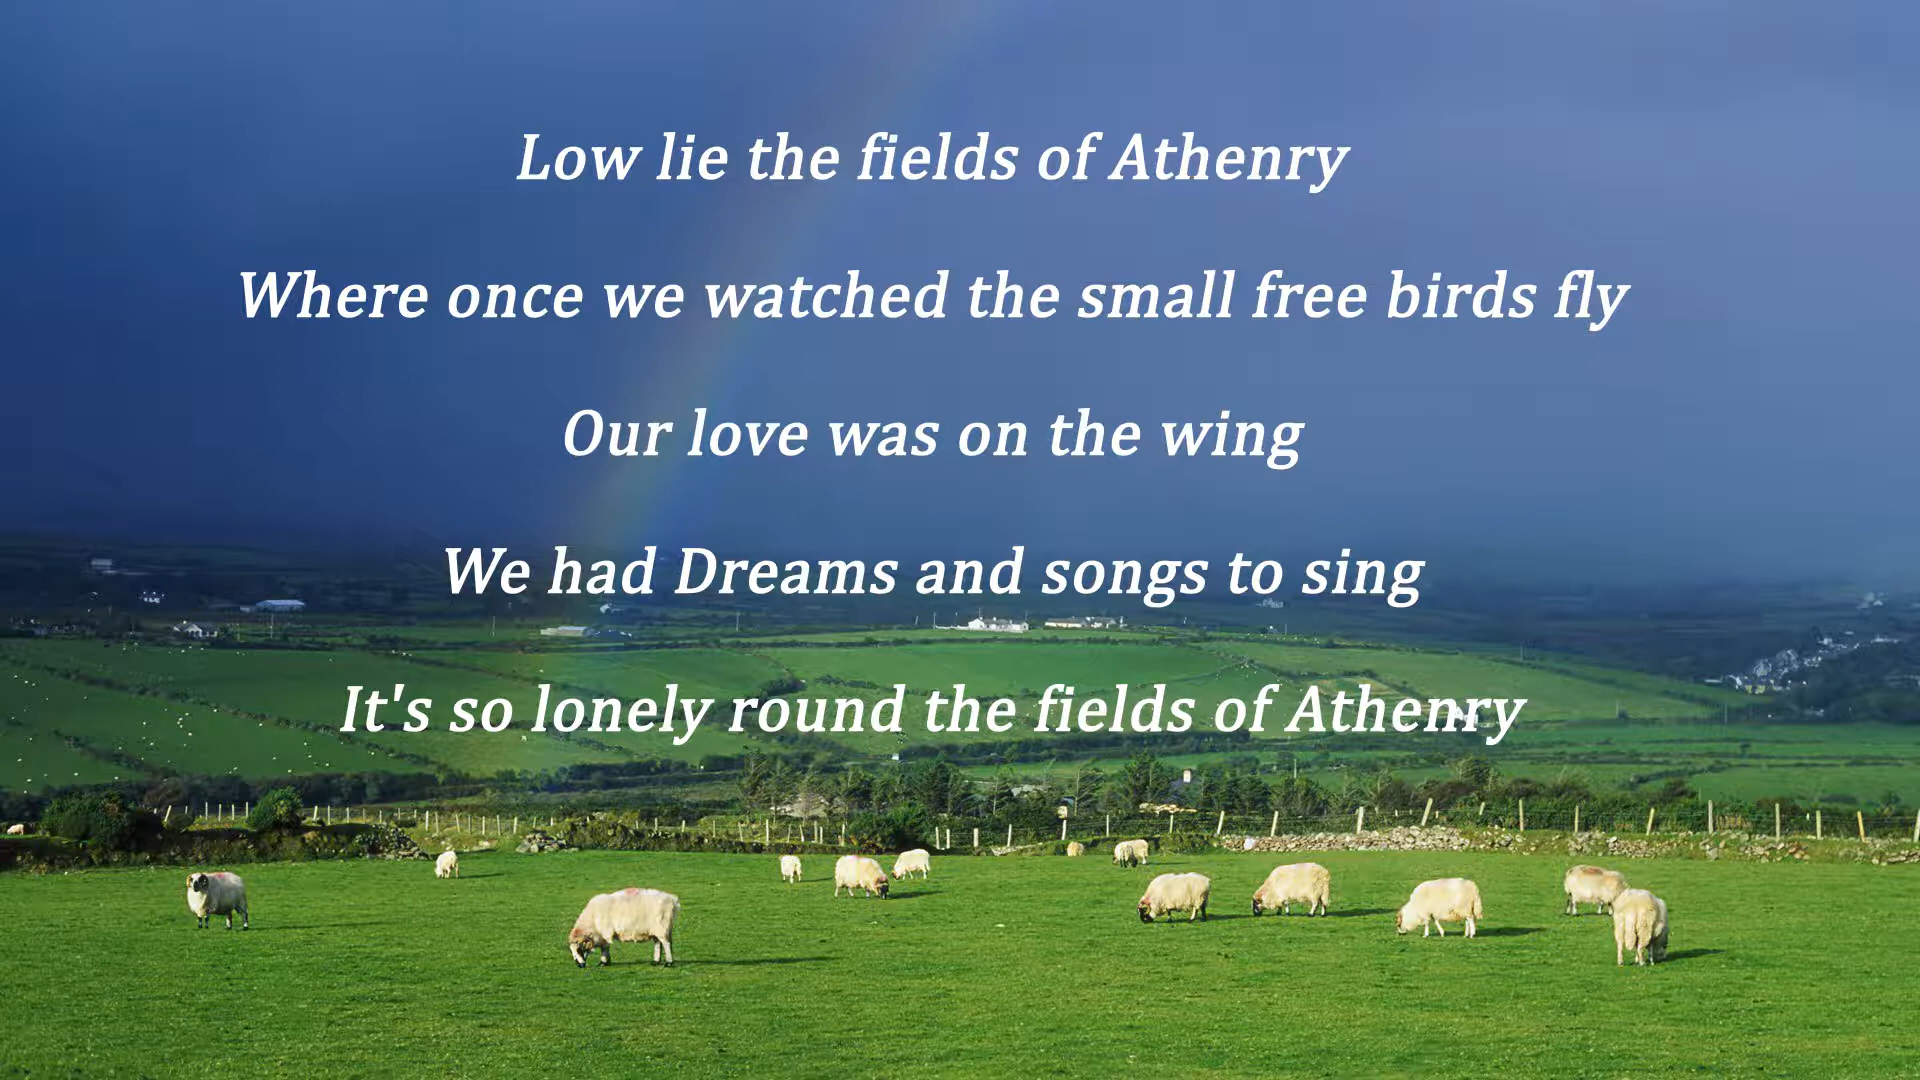 Low lie the fields of Athenry
Where once we watched the small free birds fly
Our love was on the wing
We had Dreams and songs to sing
It's so lonely round the fields of Athenry